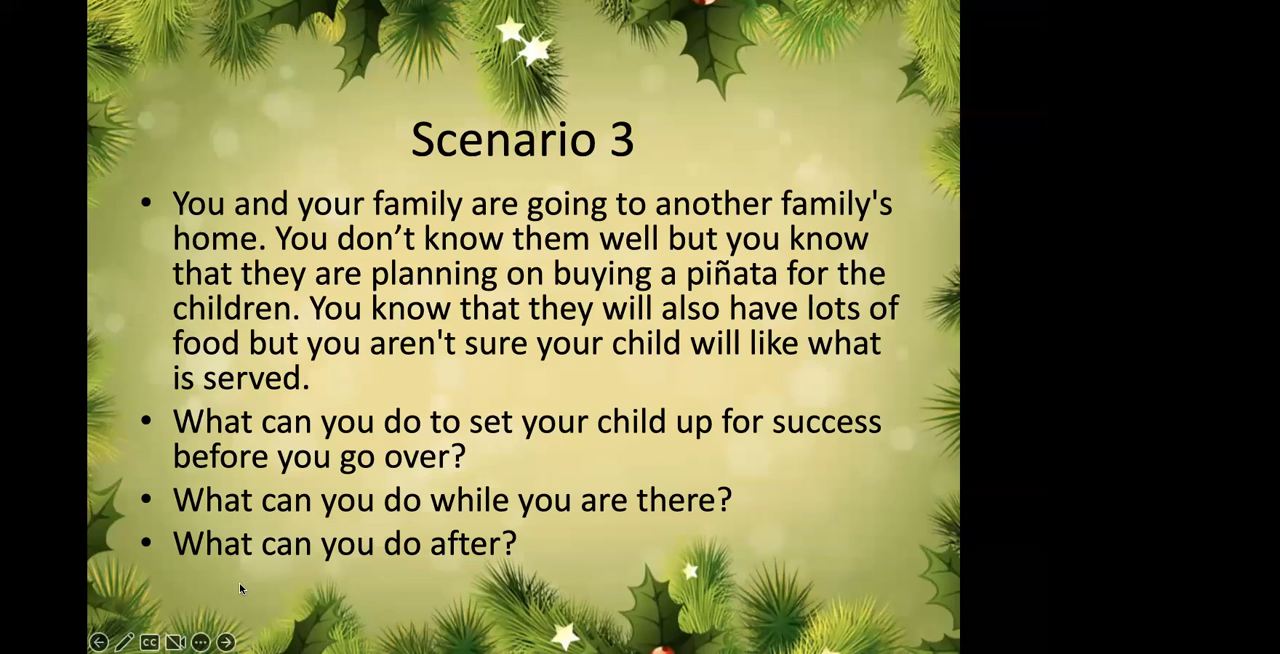 Scenario 3
• You and your family are going to another family's
home. You don’t know them well but you know
that they are planning on buying a piñata for the
children. You know that they will also have lots of
food but you aren't sure your child will like what
is served.
• What can you do to set your child up for success
before you go over?
• What can you do while you are there?
• What can you do after?
CC